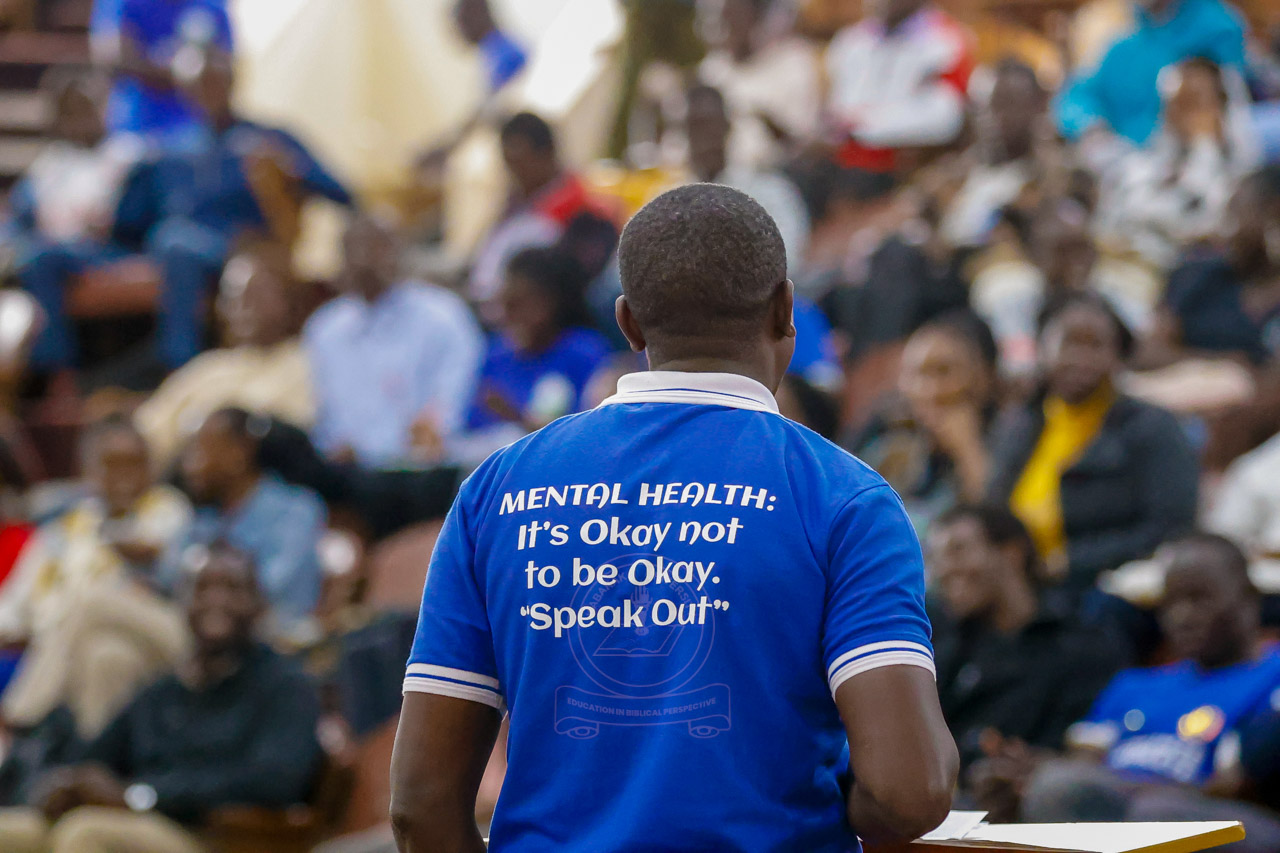 MENTAL HEALTH:
It's Okay not
to be Okay.
"Speak Out"
EDUCATION IN BIBLICAL PERSPECTIVE